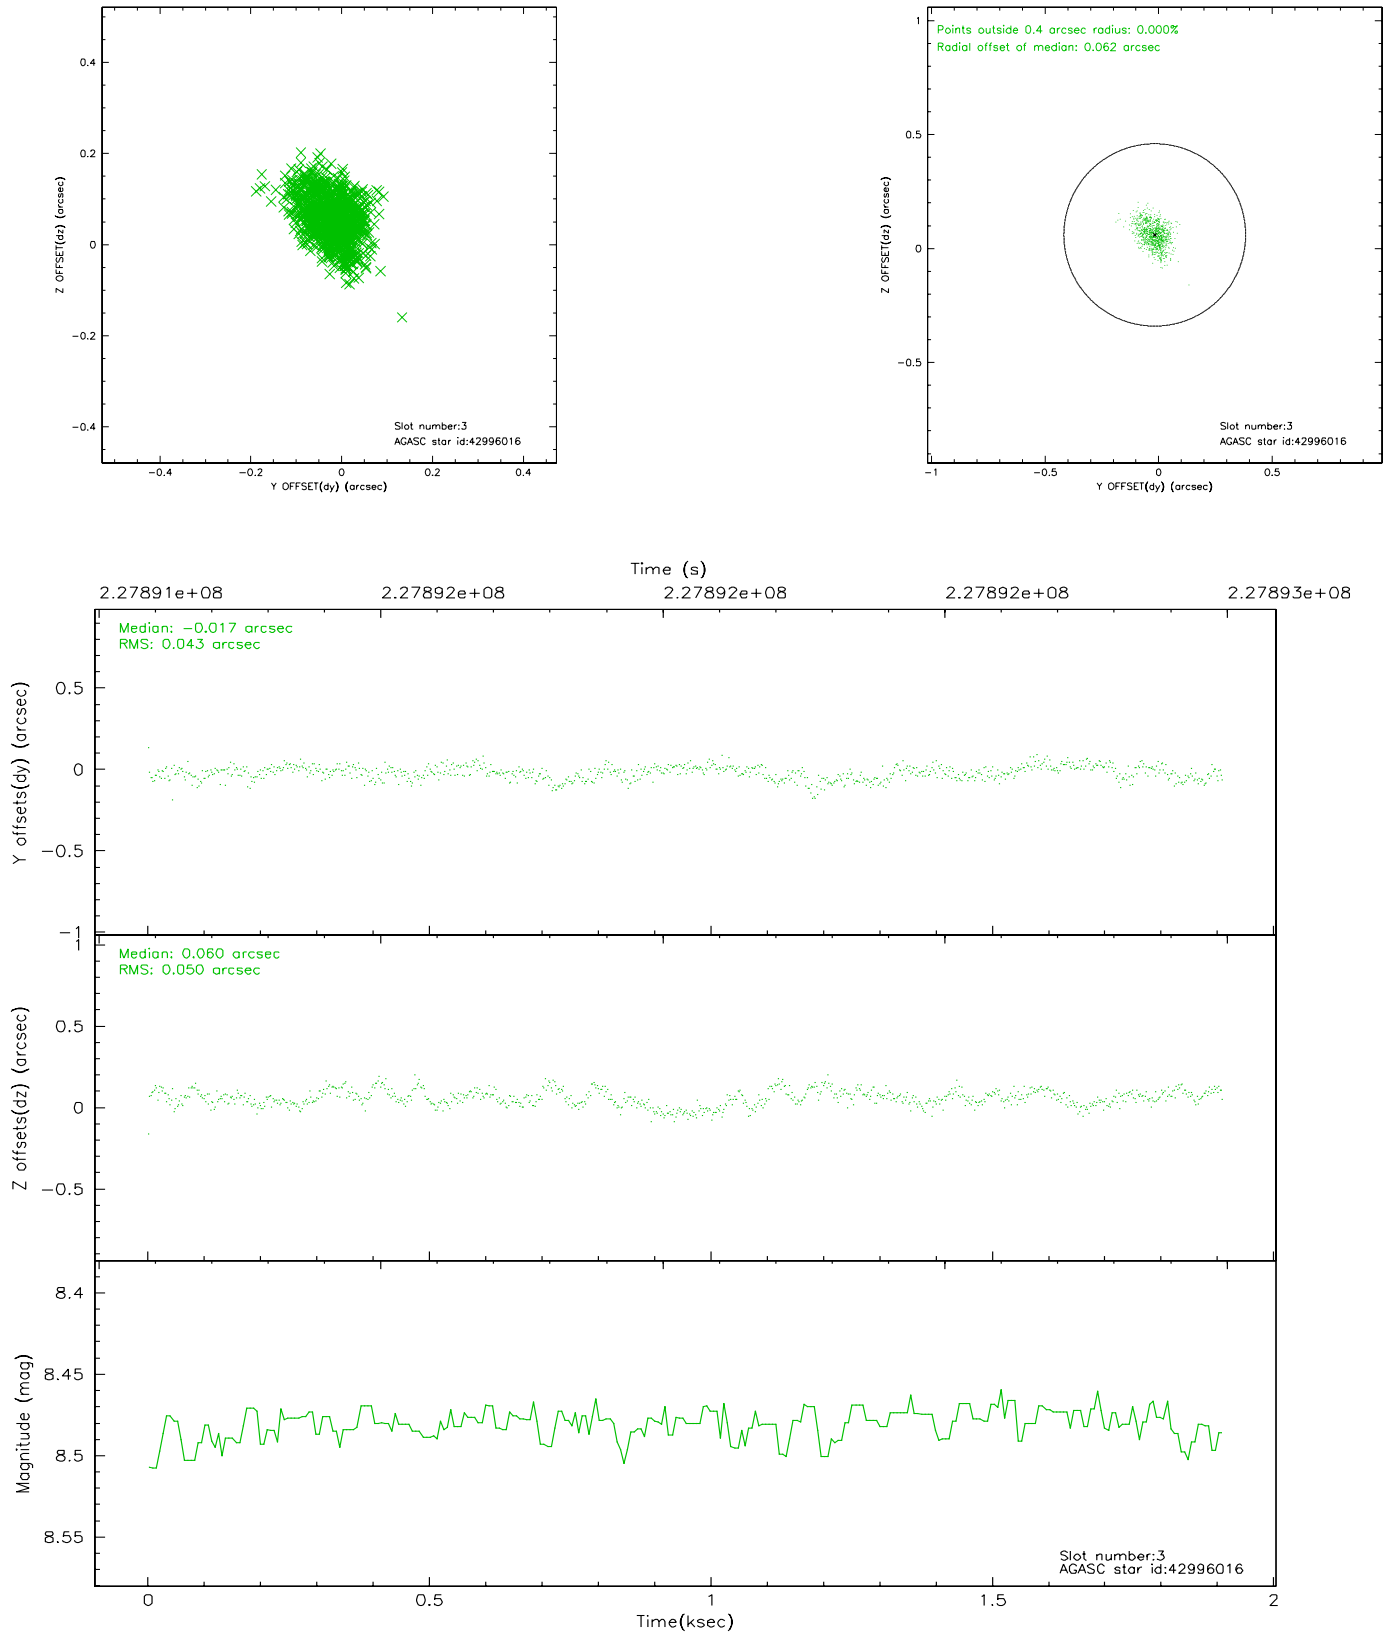 0.4
0.2
0
−0.2
−0.4
Z OFFSET(dz) (arcsec)
Slot number:3
AGASC star id:42996016
−0.4 −0.2 0 0.2 0.4
Y OFFSET(dy) (arcsec)
Points outside 0.4 arcsec radius: 0.000%
Radial offset of median: 0.062 arcsec
1
0.5
0
−0.5
Z OFFSET(dz) (arcsec)
Slot number:3
AGASC star id:42996016
−1 −0.5 0 0.5
Y OFFSET(dy) (arcsec)
Time (s)
2.27891e+08 2.27892e+08 2.27892e+08 2.27892e+08 2.27893e+08
Median: −0.017 arcsec
RMS: 0.043 arcsec
0.5
0
−0.5
−1
Y offsets(dy) (arcsec)
Median: 0.060 arcsec
RMS: 0.050 arcsec
1
0.5
0
−0.5
Z offsets(dz) (arcsec)
8.4
8.45
8.5
8.55
Magnitude (mag)
Slot number:3
AGASC star id:42996016
0 0.5 1 1.5 2
Time(ksec)